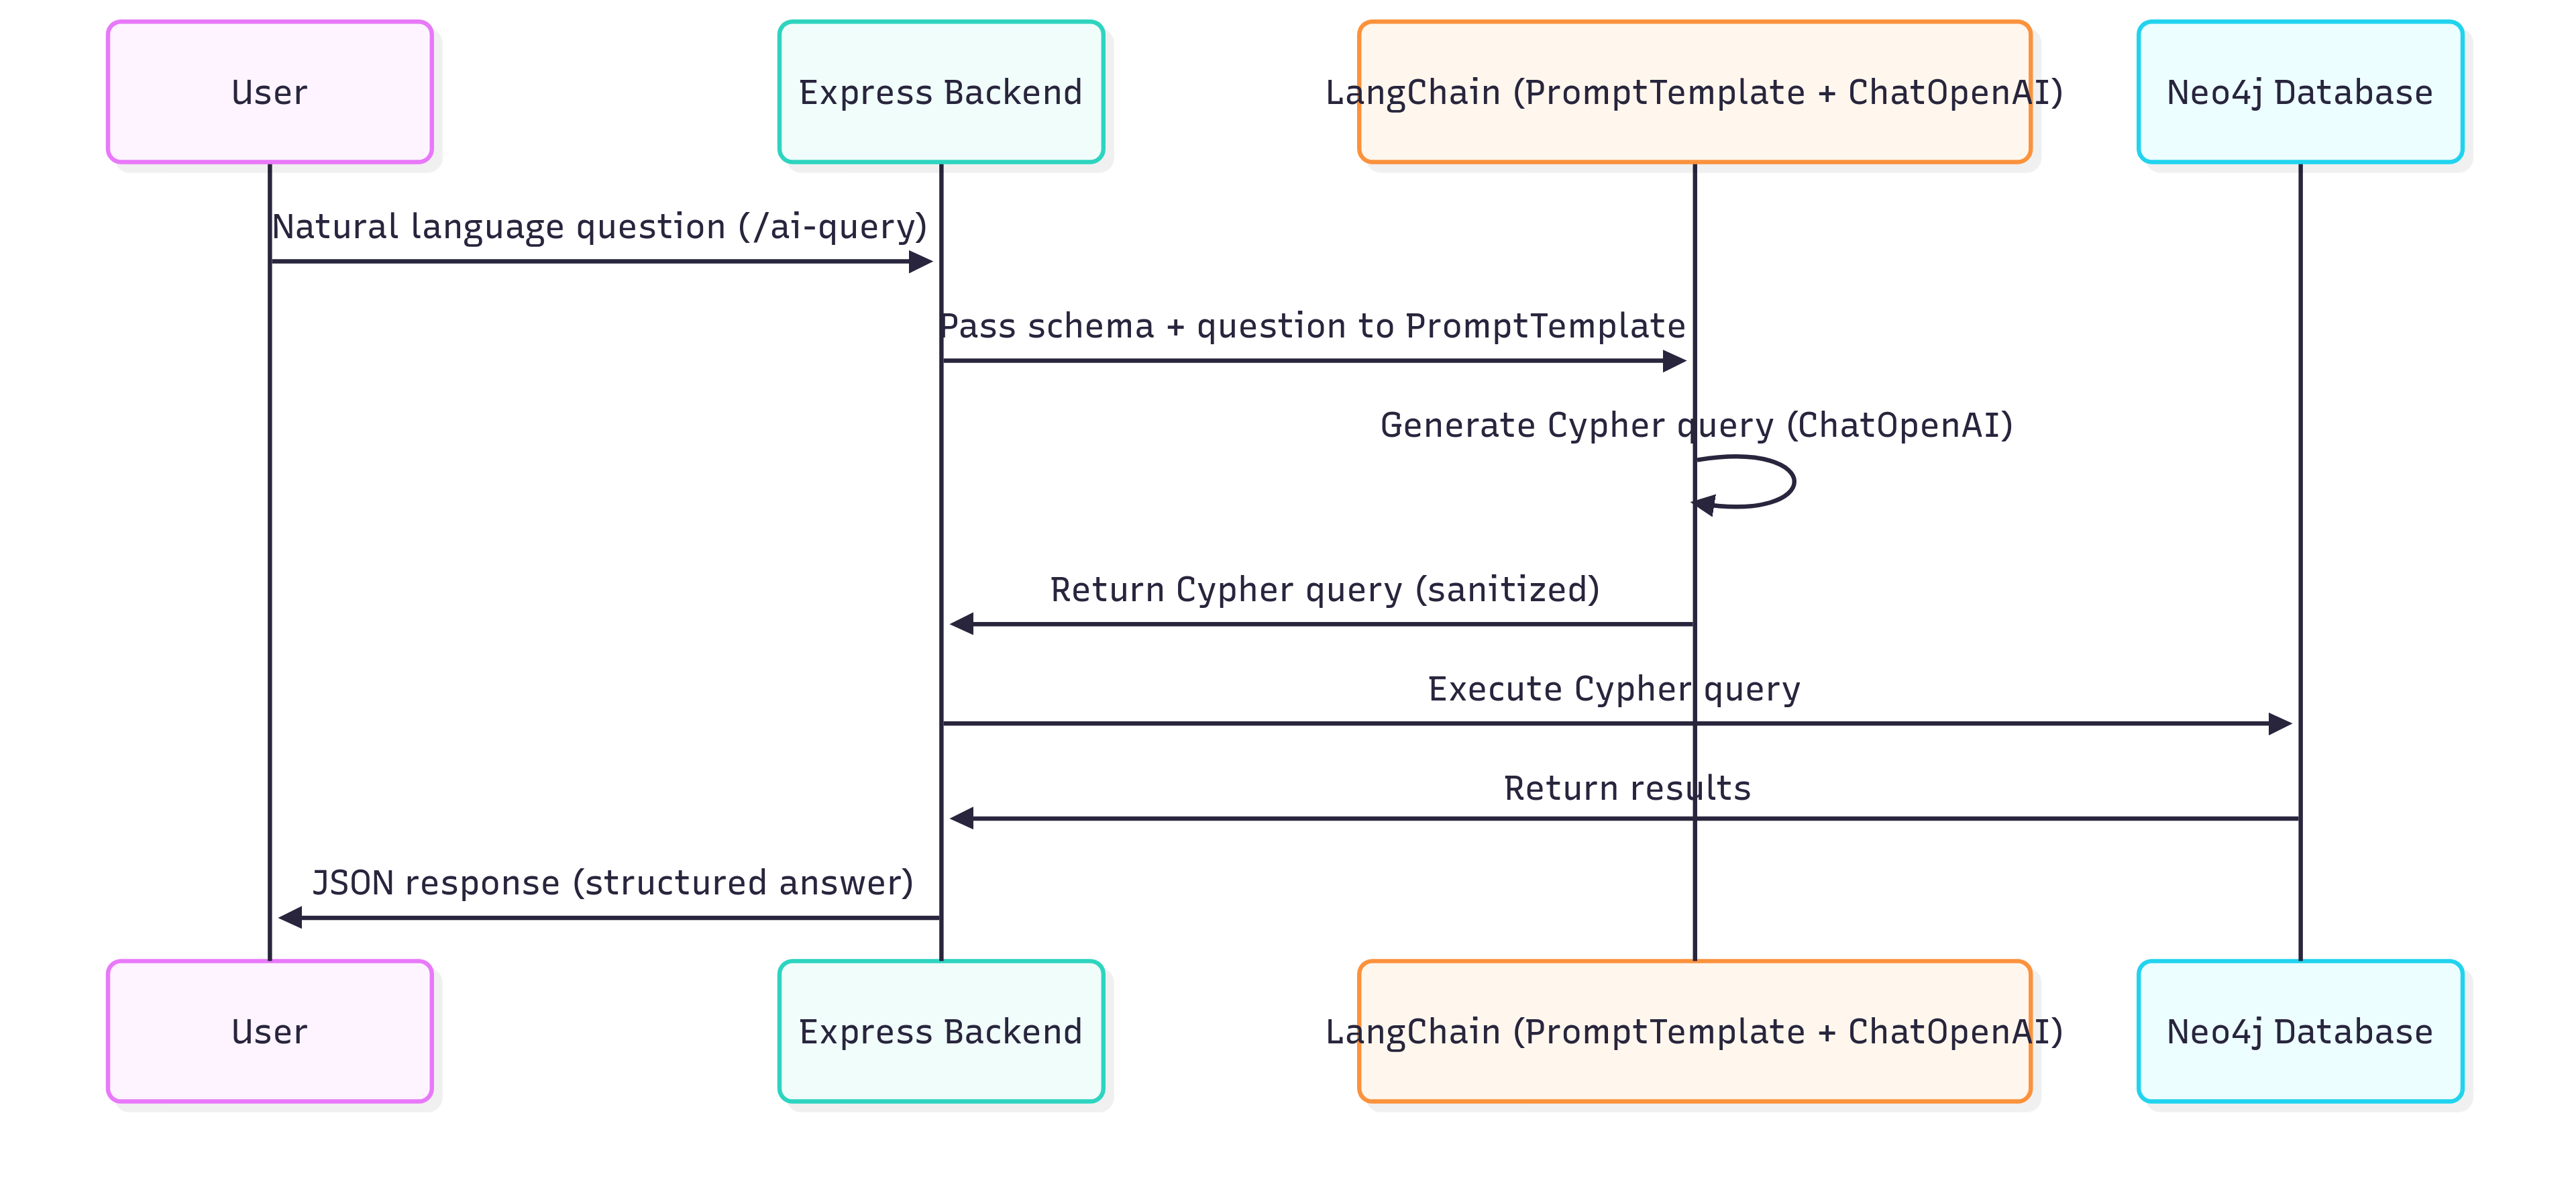 User
Express Backend
LangChain (PromptTemplate + ChatOpenAI)
Neo4j Database
Natural language question (/ai-query)
Pass schema + question to PromptTemplate
Generate Cypher query (ChatOpenAI)
Return Cypher query (sanitized)
Execute Cypher query
Return results
JSON response (structured answer)
User
Express Backend
LangChain (PromptTemplate + ChatOpenAI)
Neo4j Database